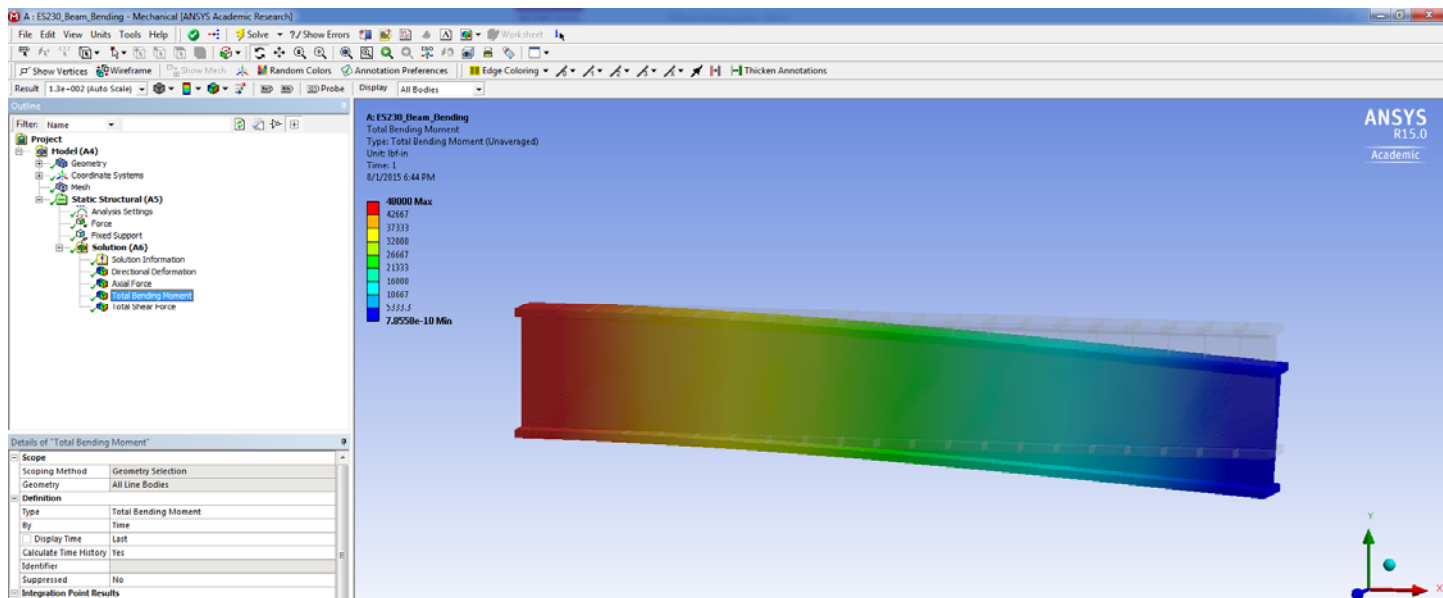 A : ES230_Beam_Bending - Mechanical [ANSYS Academic Research]
File Edit View Units Tools Help Solve ?/ Show Errors Worksheet
Show Vertices Wireframe Show Mesh Random Colors Annotation Preferences Edge Coloring Thicken Annotations
Result 1.3e+002 (Auto Scale) Probe Display All Bodies
Outline
Filter: Name
Project
Model (A4)
Geometry
Coordinate Systems
Mesh
Static Structural (A5)
Analysis Settings
Force
Fixed Support
Solution (A6)
Solution Information
Directional Deformation
Axial Force
Total Bending Moment
Total Shear Force
Details of "Total Bending Moment"
Scope
Scoping Method Geometry Selection
Geometry All Line Bodies
Definition
Type Total Bending Moment
By Time
Display Time Last
Calculate Time History Yes
Identifier
Suppressed No
Integration Point Results
A: ES230_Beam_Bending
Total Bending Moment
Type: Total Bending Moment (Unaveraged)
Unit: lbf-in
Time: 1
8/1/2015 6:44 PM
48000 Max
42667
37333
32000
26667
21333
16000
10667
5333.3
7.8558e-10 Min
ANSYS
R15.0
Academic
Y
X